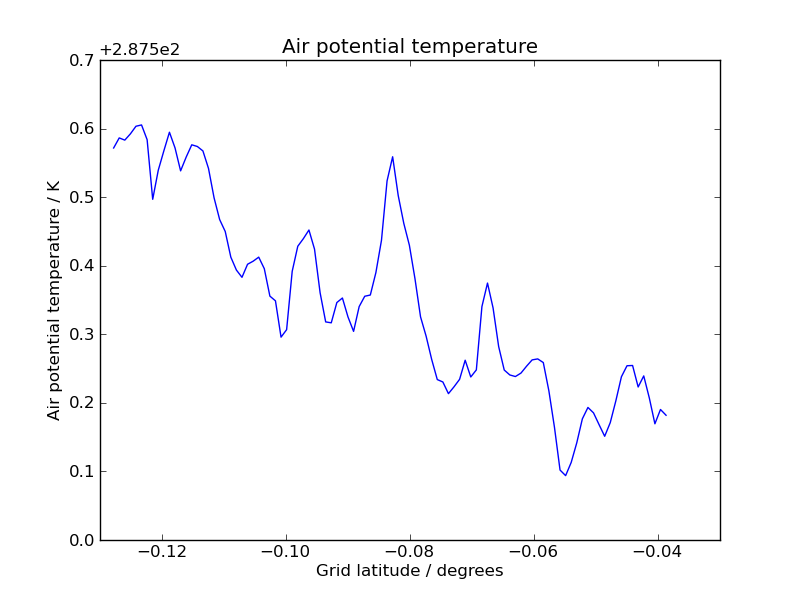 Air potential temperature
+2.875e2
0.7
0.6
0.5
0.4
0.3
0.2
0.1
0.0
Air potential temperature / K
−0.12 −0.10 −0.08 −0.06 −0.04
Grid latitude / degrees